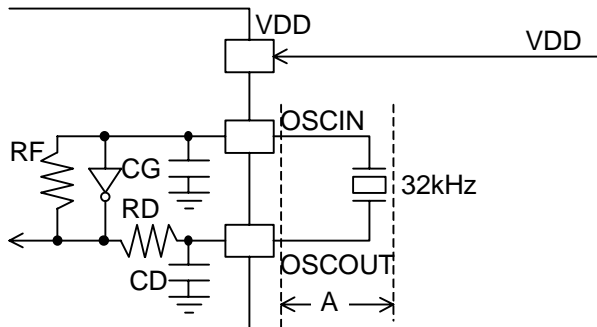 VDD
VDD
OSCIN
RF
CG
32kHz
RD
OSCOUT
CD
A